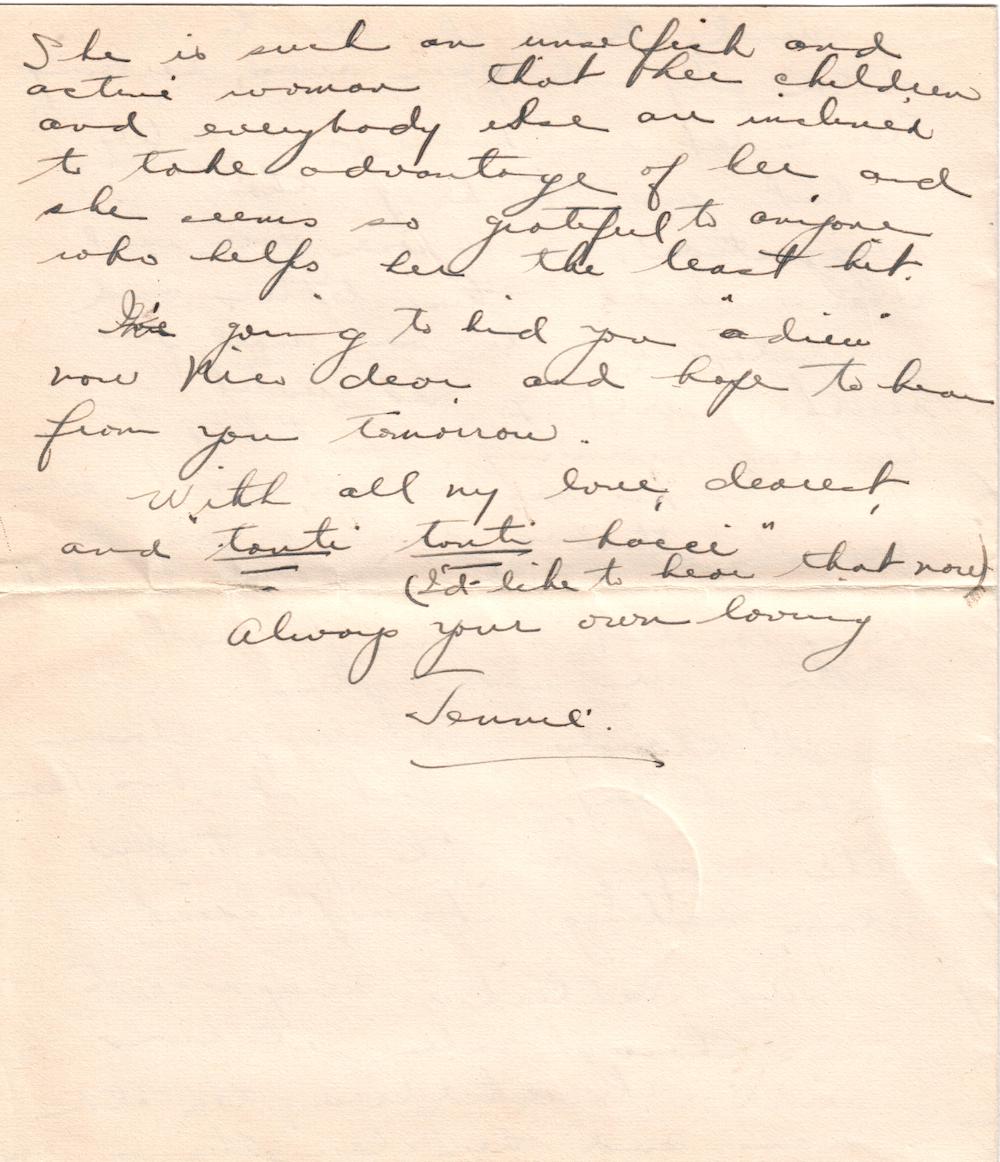 She is such an unselfish and
active woman that her children
and everybody else are inclined
to take advantage of her and
she seems so grateful to anyone
who helps her the least bit.
I'm going to bid you "adieu"
now Nico dear and hope to hear
from you tomorrow.
With all my love, dearest,
and "tanti tanti bacci"
(I'd like to hear that now)
Always your own loving
Jennie.